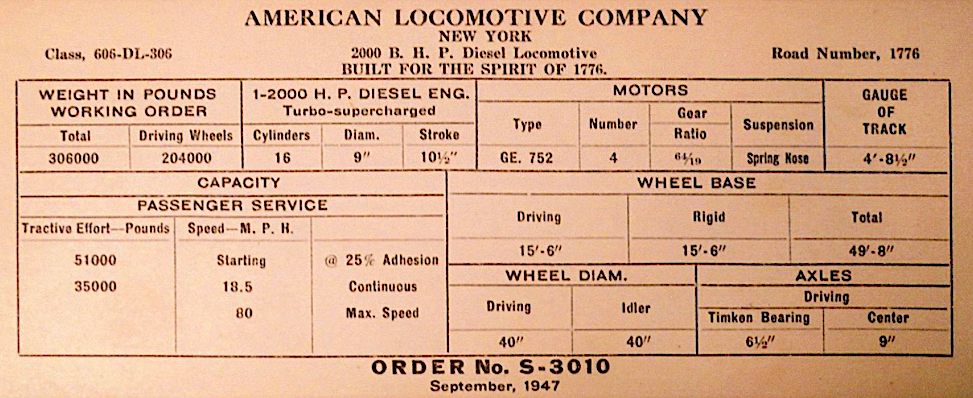 AMERICAN LOCOMOTIVE COMPANY
NEW YORK
Class, 606-DL-306 2000 B. H. P. Diesel Locomotive Road Number, 1776
BUILT FOR THE SPIRIT OF 1776.
WEIGHT IN POUNDS WORKING ORDER 1-2000 H. P. DIESEL ENG. Turbo-supercharged MOTORS GAUGE OF TRACK
Total Driving Wheels Cylinders Diam. Stroke Type Number Gear Ratio Suspension
306000 204000 16 9" 10½" GE. 752 4 64/19 Spring Nose 4'-8½"
CAPACITY WHEEL BASE
PASSENGER SERVICE
Tractive Effort—Pounds Speed—M. P. H. Driving Rigid Total
15'-6" 15'-6" 49'-8"
51000 Starting @ 25% Adhesion
35000 18.5 Continuous
80 Max. Speed
WHEEL DIAM. AXLES
Driving Idler Driving
Timken Bearing Center
40" 40" 6½" 9"
ORDER No. S-3010
September, 1947